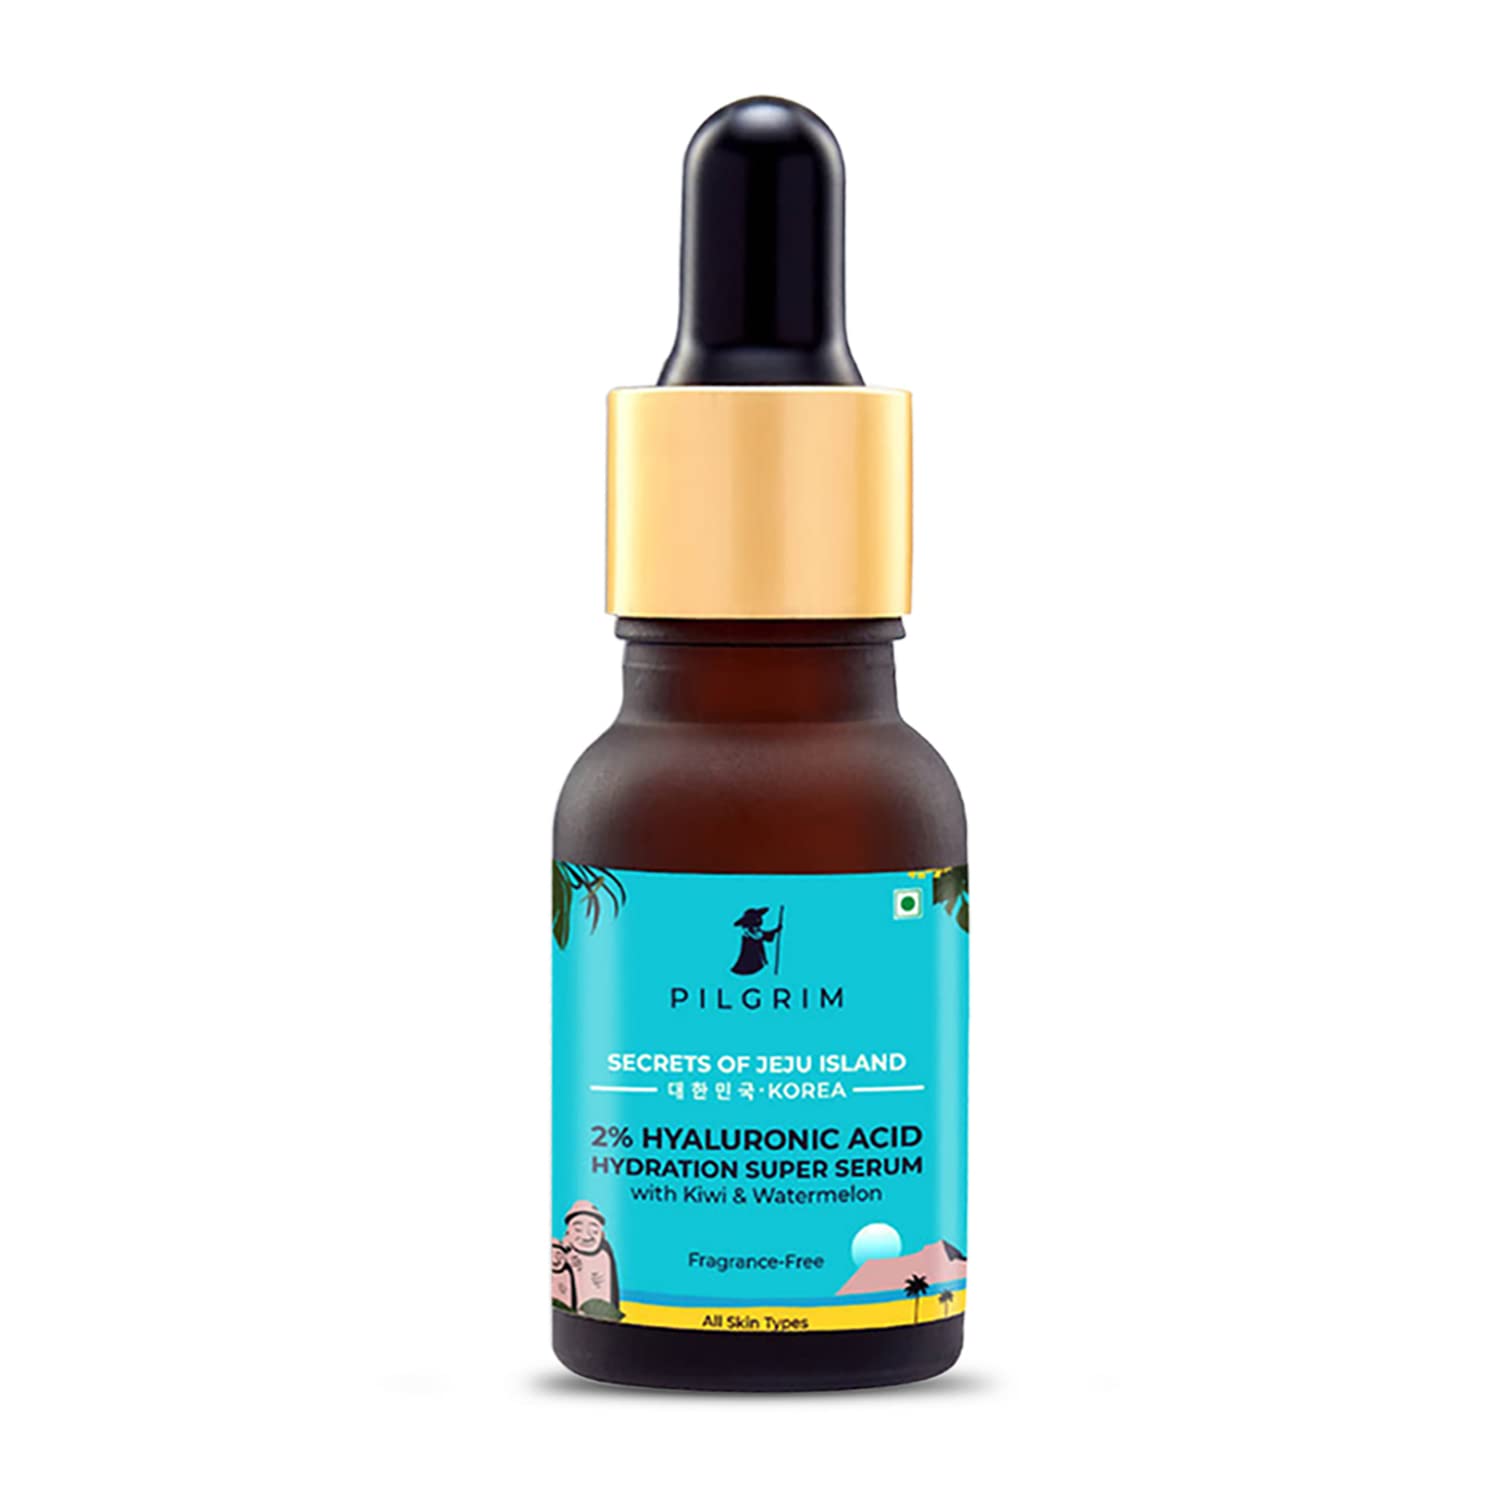 PILGRIM
SECRETS OF JEJU ISLAND
대한민국·KOREA
2% HYALURONIC ACID
HYDRATION SUPER SERUM
with Kiwi & Watermelon
Fragrance-Free
All Skin Types